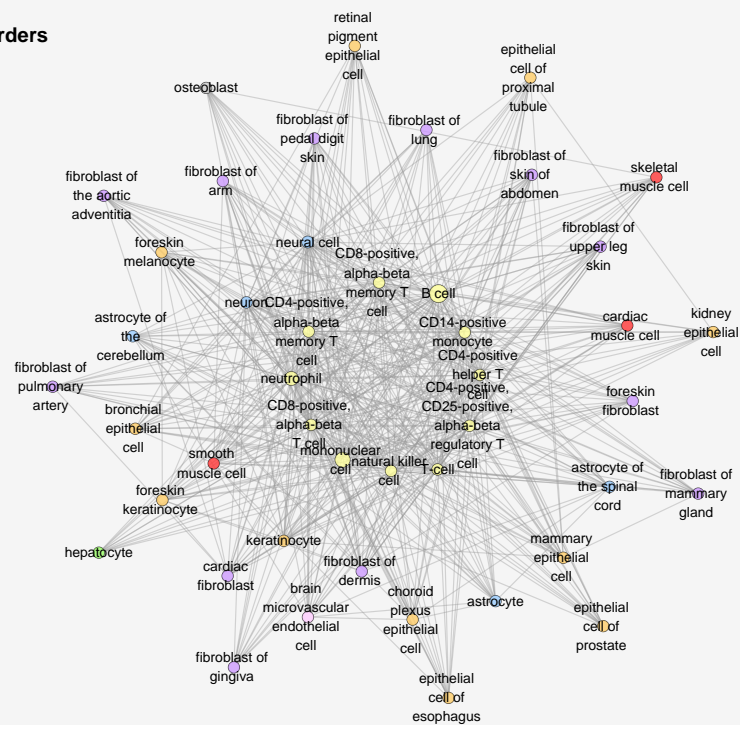 rders
retinal
pigment
epithelial
cell
epithelial
cell of
proximal
tubule
osteoblast
fibroblast of
pedal digit
skin
fibroblast of
lung
fibroblast of
skin of
abdomen
skeletal
muscle cell
fibroblast of
the aortic
adventitia
fibroblast of
arm
fibroblast of
upper leg
skin
foreskin
melanocyte
neural cell
CD8-positive,
alpha-beta
memory T
cell
B cell
neuron
CD4-positive,
alpha-beta
memory T
cell
CD14-positive
monocyte
cardiac
muscle cell
kidney
epithelial
cell
astrocyte of
the
cerebellum
CD4-positive
helper T
cell
fibroblast of
pulmonary
artery
neutrophil
CD4-positive,
CD25-positive,
alpha-beta
regulatory T
cell
foreskin
fibroblast
bronchial
epithelial
cell
CD8-positive,
alpha-beta
T cell
smooth
muscle cell
mononuclear
cell
natural killer
cell
T cell
astrocyte of
the spinal
cord
fibroblast of
mammary
gland
foreskin
keratinocyte
hepatocyte
keratinocyte
mammary
epithelial
cell
cardiac
fibroblast
fibroblast of
dermis
brain
microvascular
endothelial
cell
choroid
plexus
epithelial
cell
astrocyte
epithelial
cell of
prostate
fibroblast of
gingiva
epithelial
cell of
esophagus